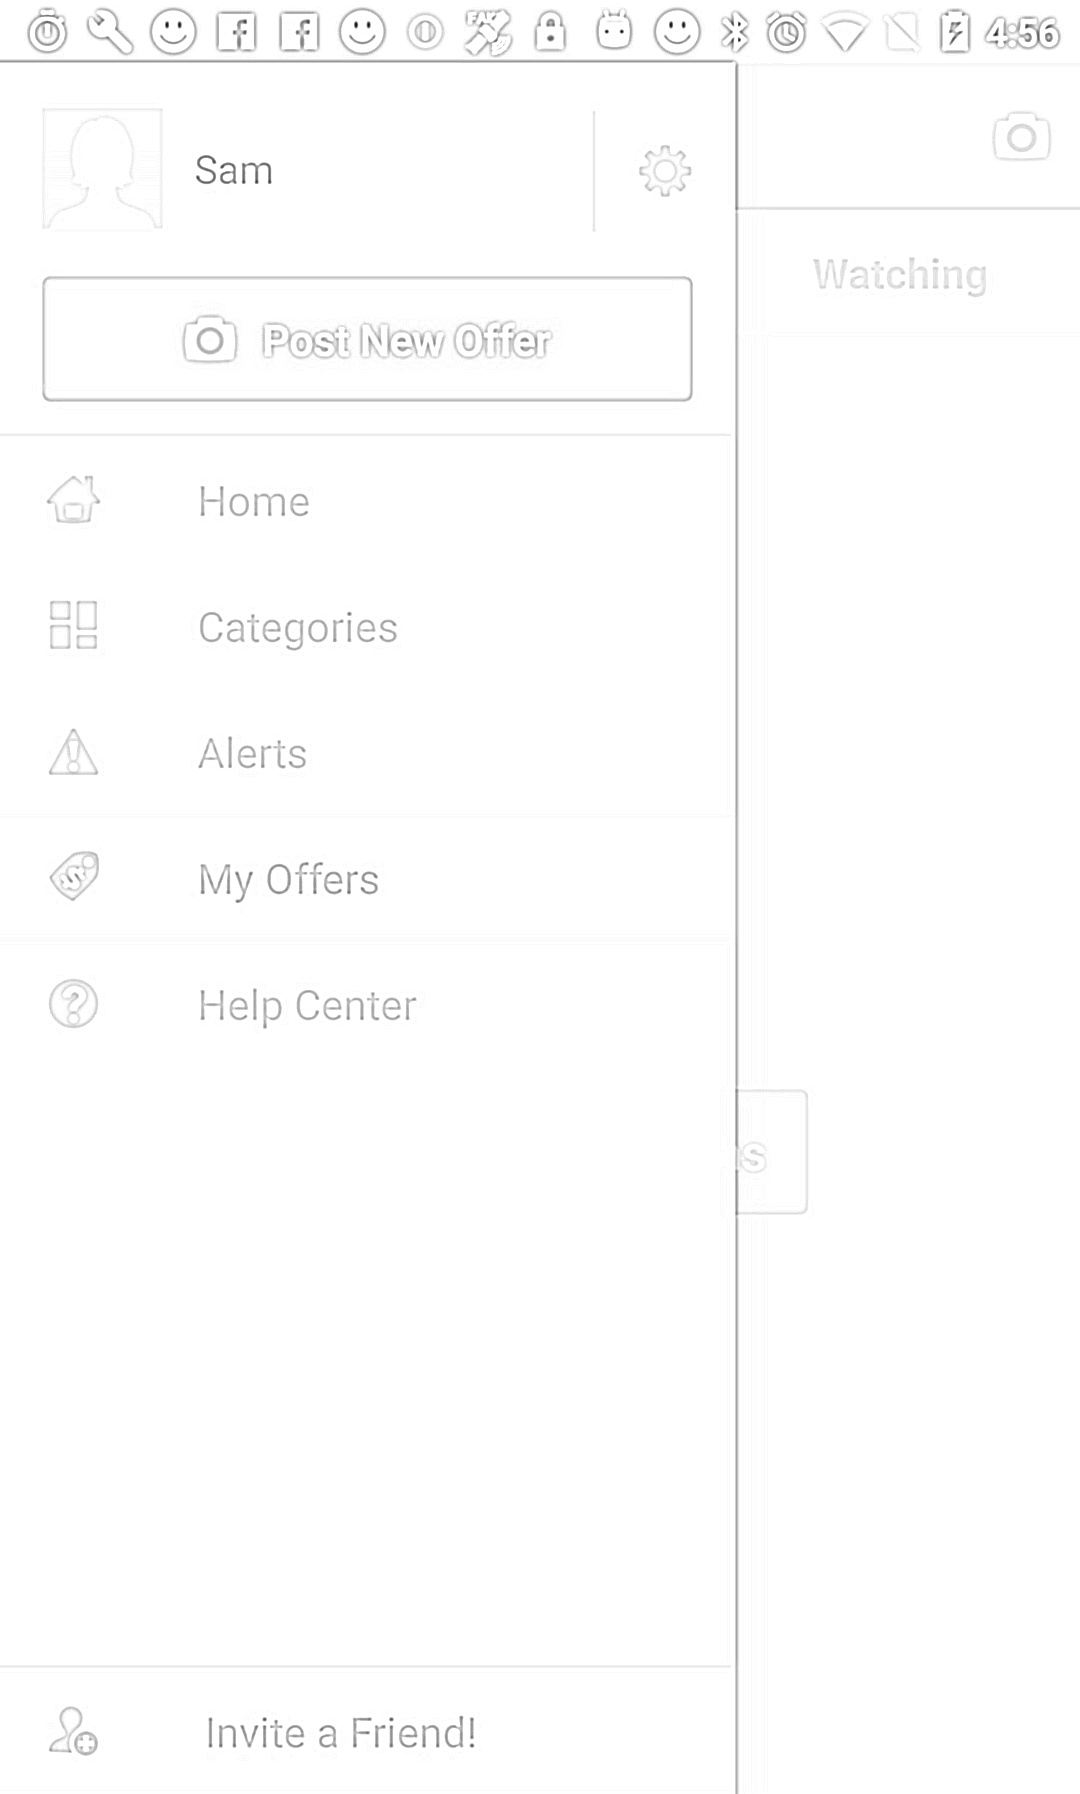 4:56
Sam
Watching
Post New Offer
Home
Categories
Alerts
My Offers
Help Center
s
Invite a Friend!